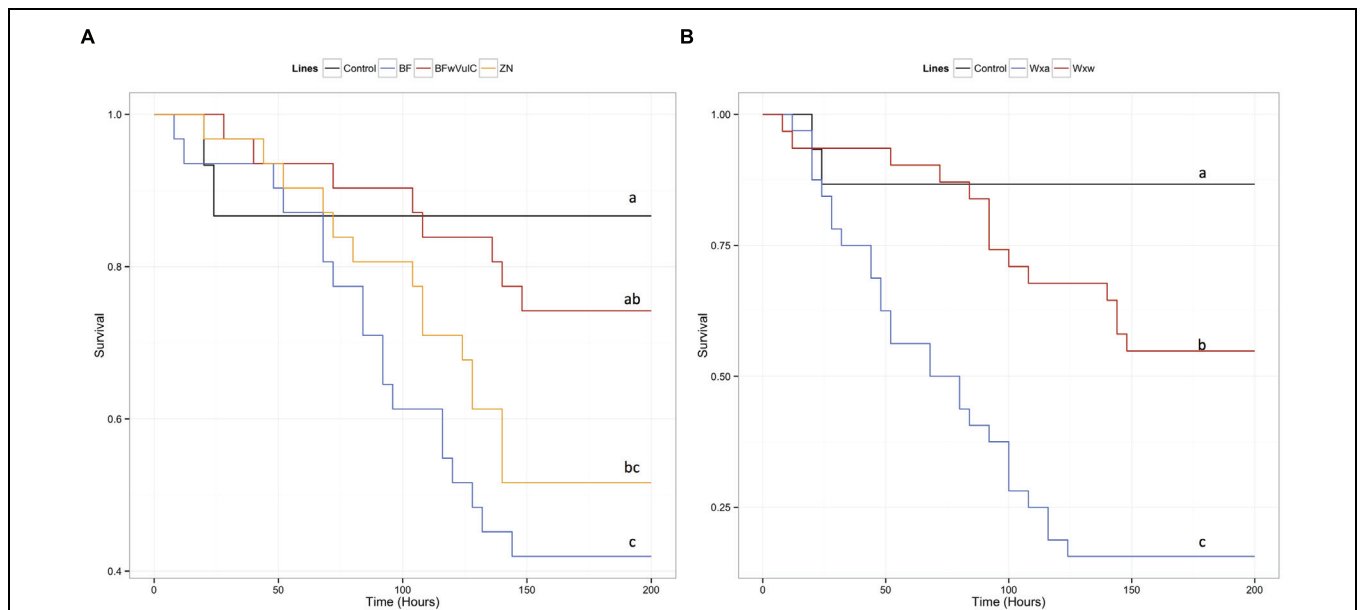 A
B
Lines Control BF BFwVulC ZN
Lines Control Wxa Wxw
1.0
0.8
0.6
0.4
Survival
a
ab
bc
c
0 50 100 150 200
Time (Hours)
1.00
0.75
0.50
0.25
Survival
a
b
c
0 50 100 150 200
Time (Hours)